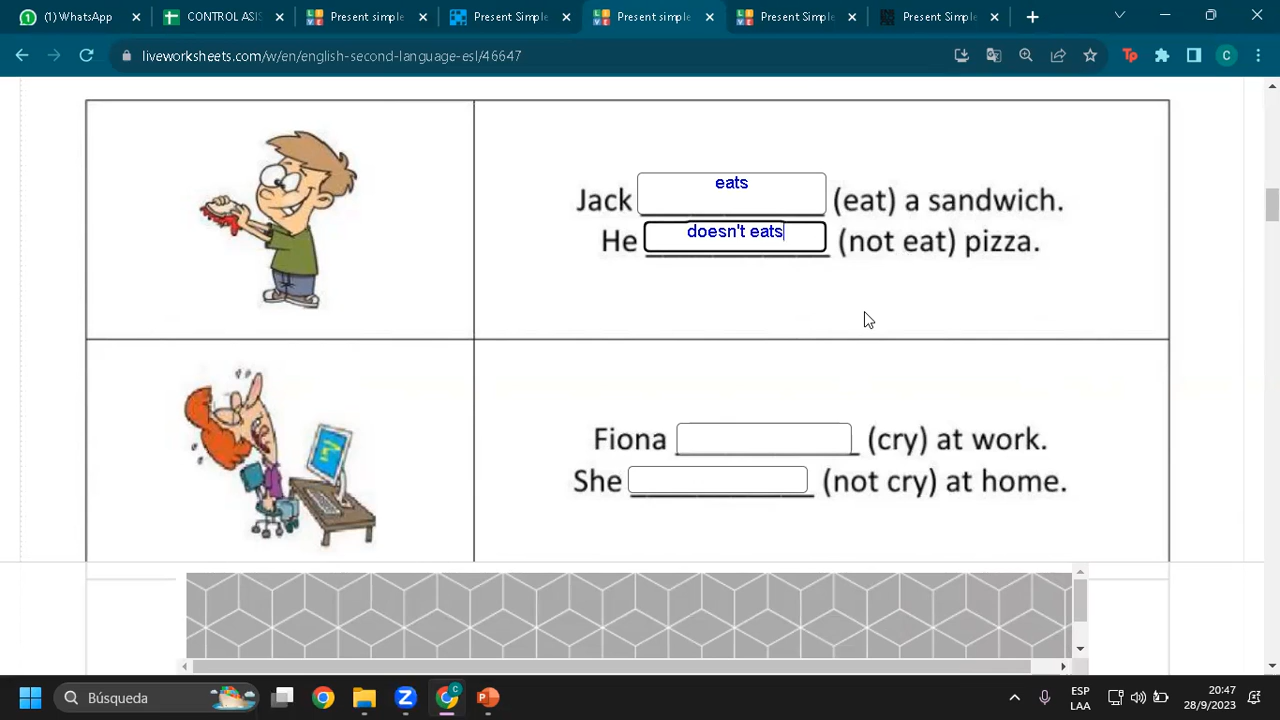 (1) WhatsApp
CONTROL ASI
Present simple
Present Simple
Present simple
Present simple
Present Simple
liveworksheets.com/w/en/english-second-language-esl/46647
Tp
C
Jack eats (eat) a sandwich.
He doesn't eats (not eat) pizza.
Fiona (cry) at work.
She (not cry) at home.
Búsqueda
ESP
LAA
20:47
28/9/2023